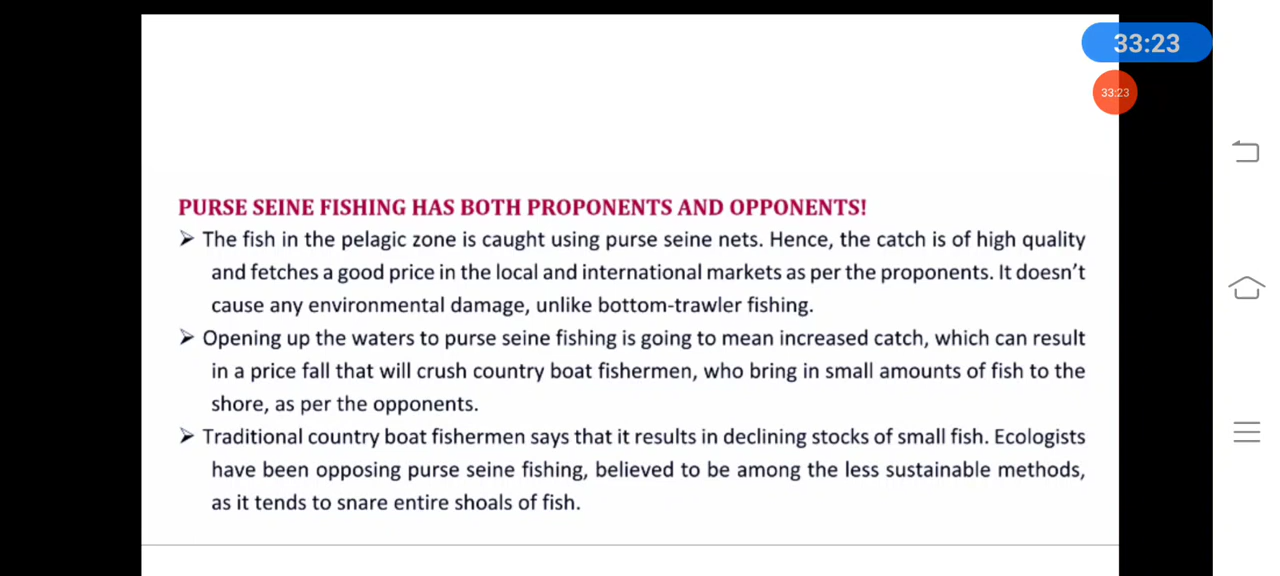 33:23
33:23
PURSE SEINE FISHING HAS BOTH PROPONENTS AND OPPONENTS!
➤ The fish in the pelagic zone is caught using purse seine nets. Hence, the catch is of high quality
and fetches a good price in the local and international markets as per the proponents. It doesn’t
cause any environmental damage, unlike bottom-trawler fishing.
➤ Opening up the waters to purse seine fishing is going to mean increased catch, which can result
in a price fall that will crush country boat fishermen, who bring in small amounts of fish to the
shore, as per the opponents.
➤ Traditional country boat fishermen says that it results in declining stocks of small fish. Ecologists
have been opposing purse seine fishing, believed to be among the less sustainable methods,
as it tends to snare entire shoals of fish.